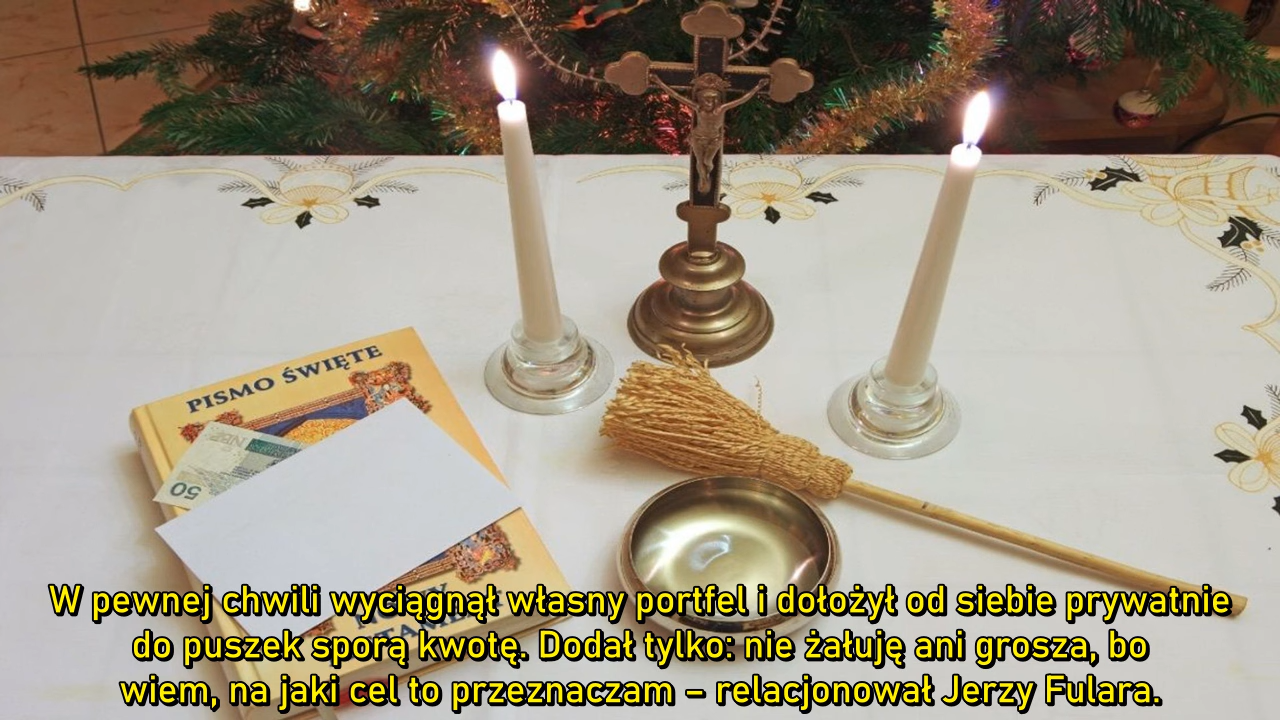 PISMO ŚWIĘTE
NBP
50
W pewnej chwili wyciągnął własny portfel i dołożył od siebie prywatnie
do puszek sporą kwotę. Dodał tylko: nie żałuję ani grosza, bo
wiem, na jaki cel to przeznaczam – relacjonował Jerzy Fulara.